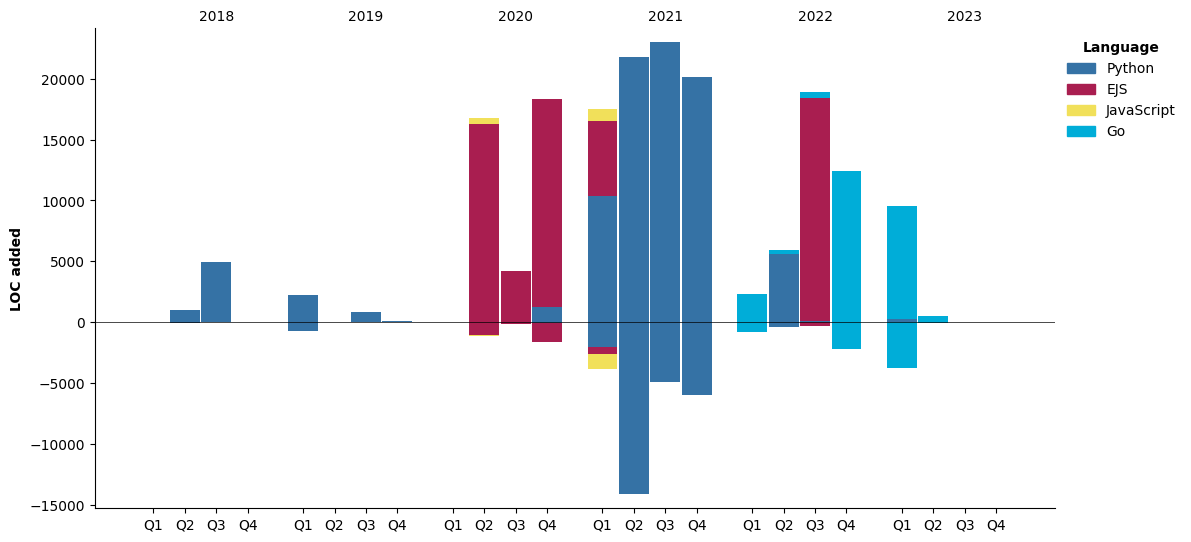 2018 2019 2020 2021 2022 2023
Language
Python
EJS
JavaScript
Go
LOC added
20000
15000
10000
5000
0
−5000
−10000
−15000
Q1 Q2 Q3 Q4 Q1 Q2 Q3 Q4 Q1 Q2 Q3 Q4 Q1 Q2 Q3 Q4 Q1 Q2 Q3 Q4 Q1 Q2 Q3 Q4